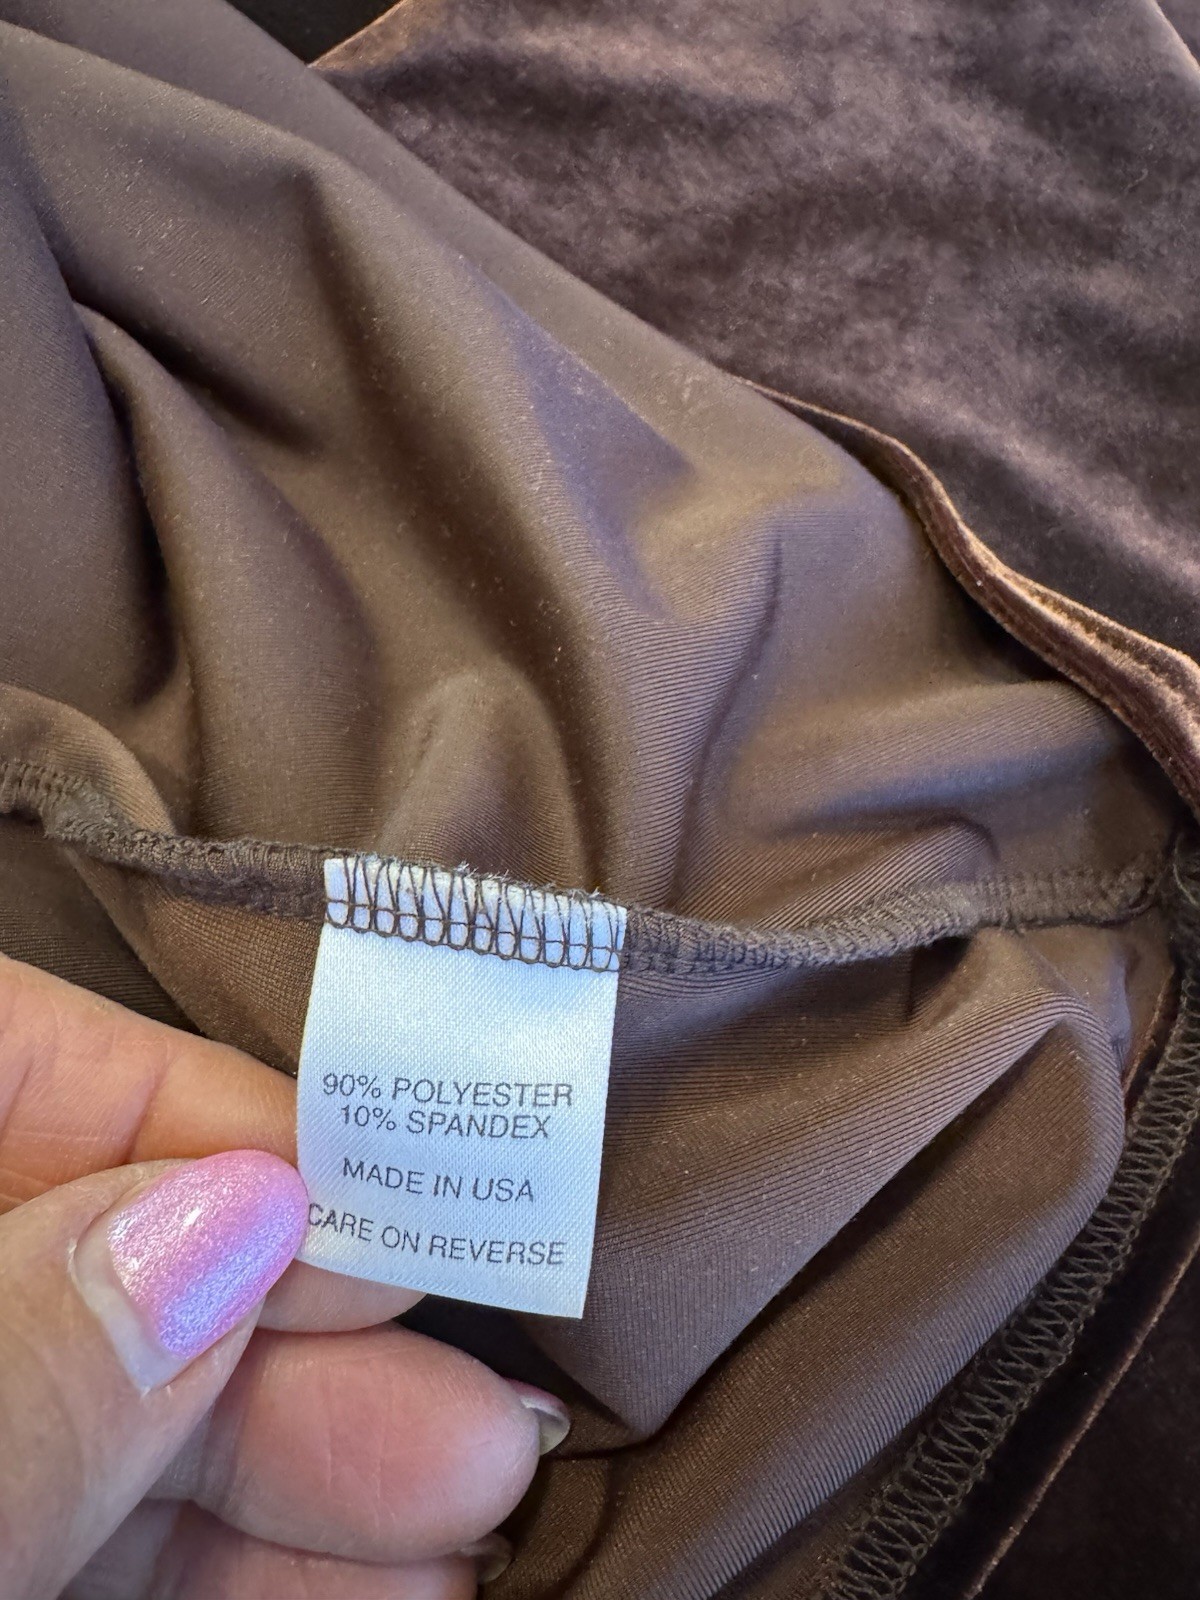 90% POLYESTER
10% SPANDEX
MADE IN USA
CARE ON REVERSE